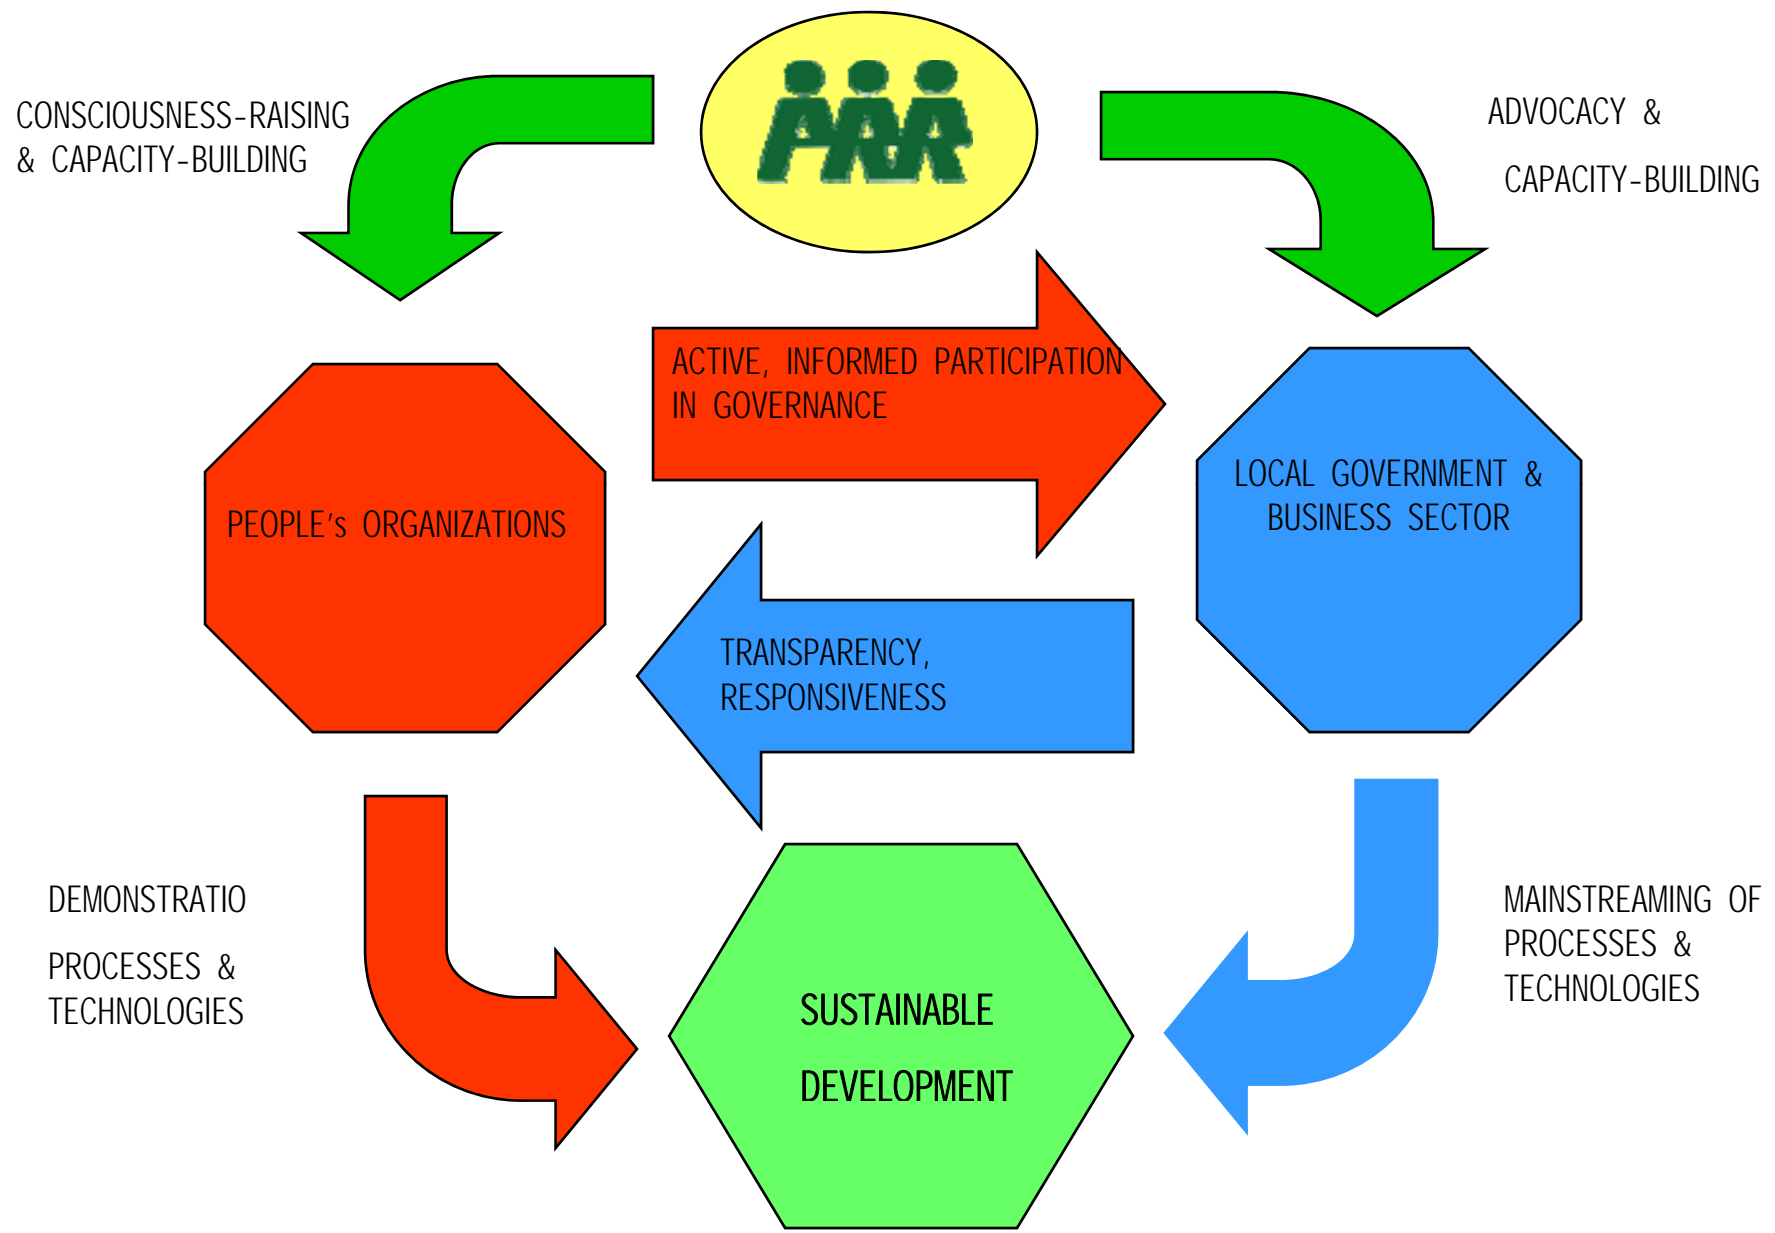 CONSCIOUSNESS-RAISING
& CAPACITY-BUILDING
ADVOCACY &
CAPACITY-BUILDING
ACTIVE, INFORMED PARTICIPATION
IN GOVERNANCE
PEOPLE's ORGANIZATIONS
LOCAL GOVERNMENT &
BUSINESS SECTOR
TRANSPARENCY,
RESPONSIVENESS
DEMONSTRATIO
PROCESSES &
TECHNOLOGIES
MAINSTREAMING OF
PROCESSES &
TECHNOLOGIES
SUSTAINABLE
DEVELOPMENT